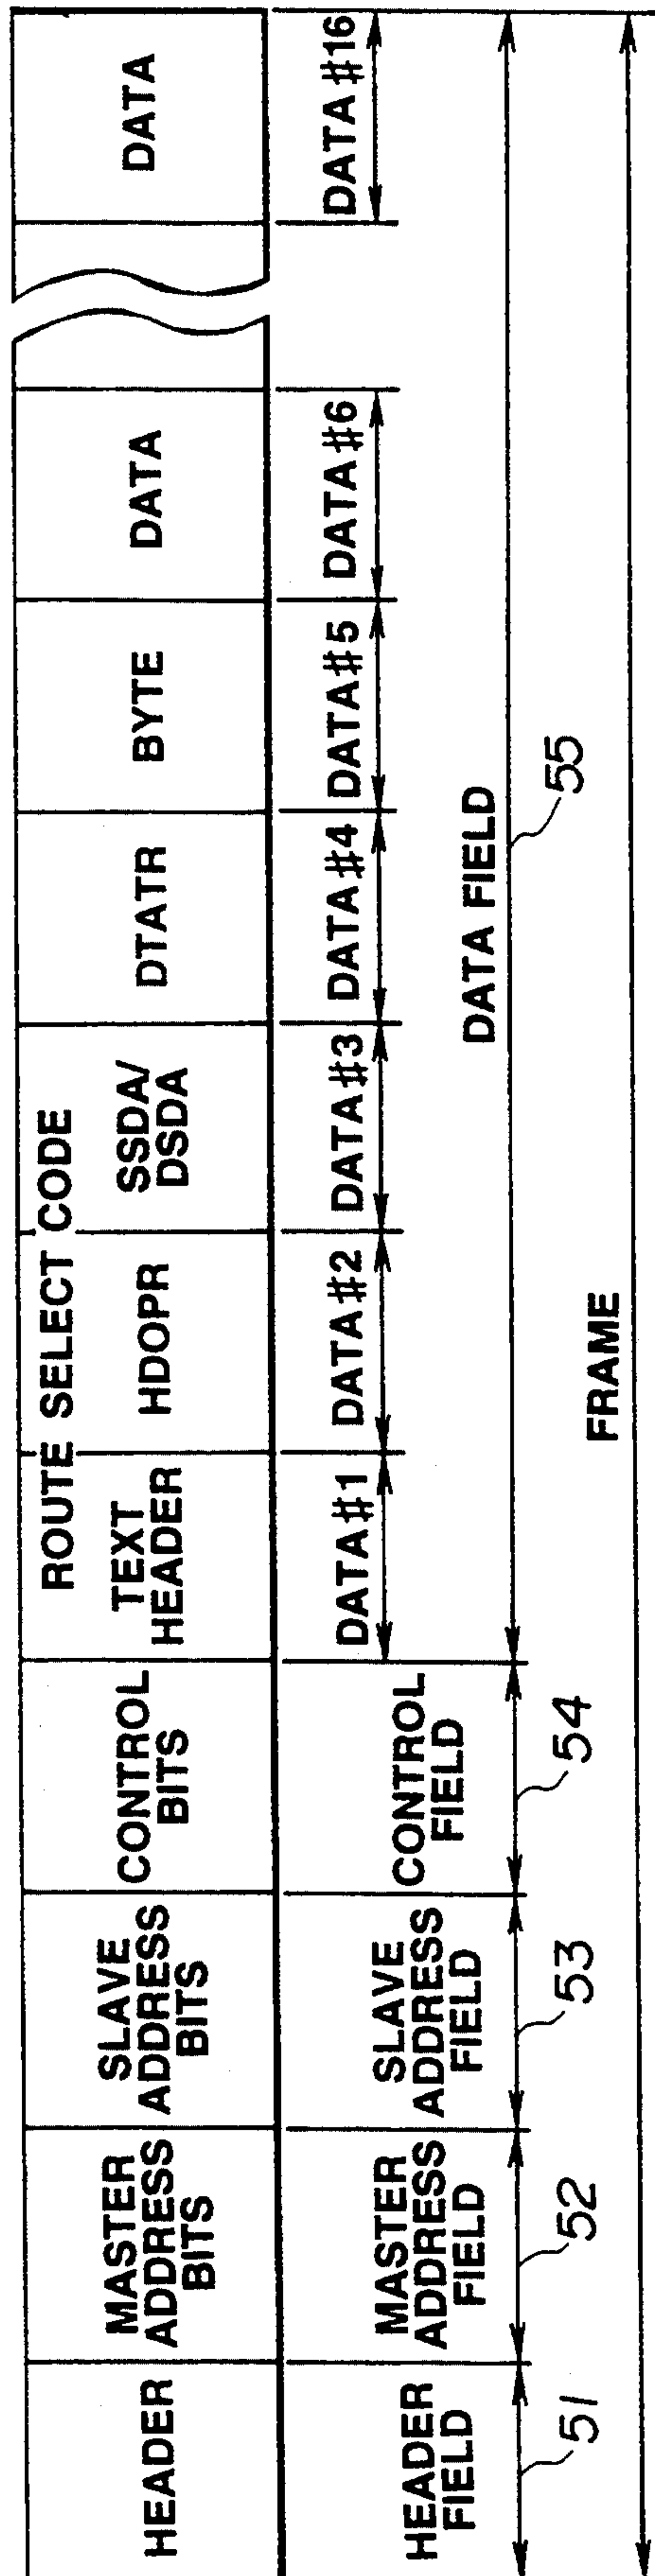 HEADER
MASTER
ADDRESS
BITS
SLAVE
ADDRESS
BITS
CONTROL
BITS
ROUTE SELECT CODE
TEXT
HEADER
HDOPR
SSDA/
DSDA
DTATR
BYTE
DATA
DATA
HEADER
FIELD
MASTER
ADDRESS
FIELD
SLAVE
ADDRESS
FIELD
CONTROL
FIELD
DATA#1
DATA#2
DATA#3
DATA#4
DATA#5
DATA#6
DATA#16
51
52
53
54
DATA FIELD
55
FRAME